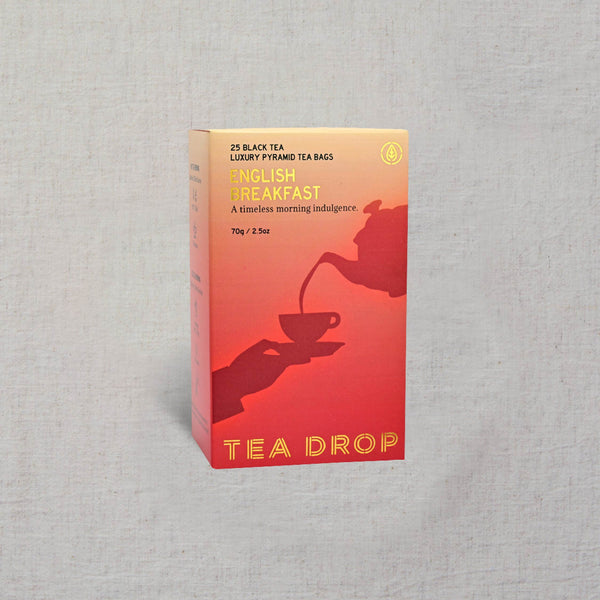 25 BLACK TEA
LUXURY PYRAMID TEA BAGS
ENGLISH
BREAKFAST
A timeless morning indulgence.
70g / 2.5oz
TEA DROP